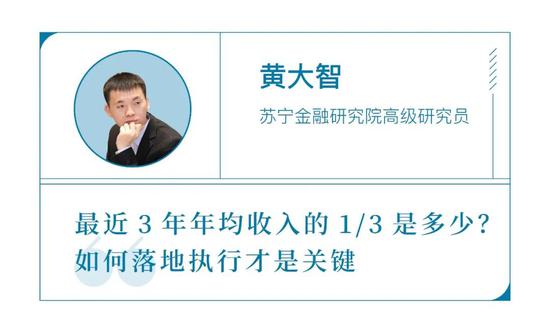 黄大智
苏宁金融研究院高级研究员
最近 3 年年均收入的 1/3 是多少?
如何落地执行才是关键